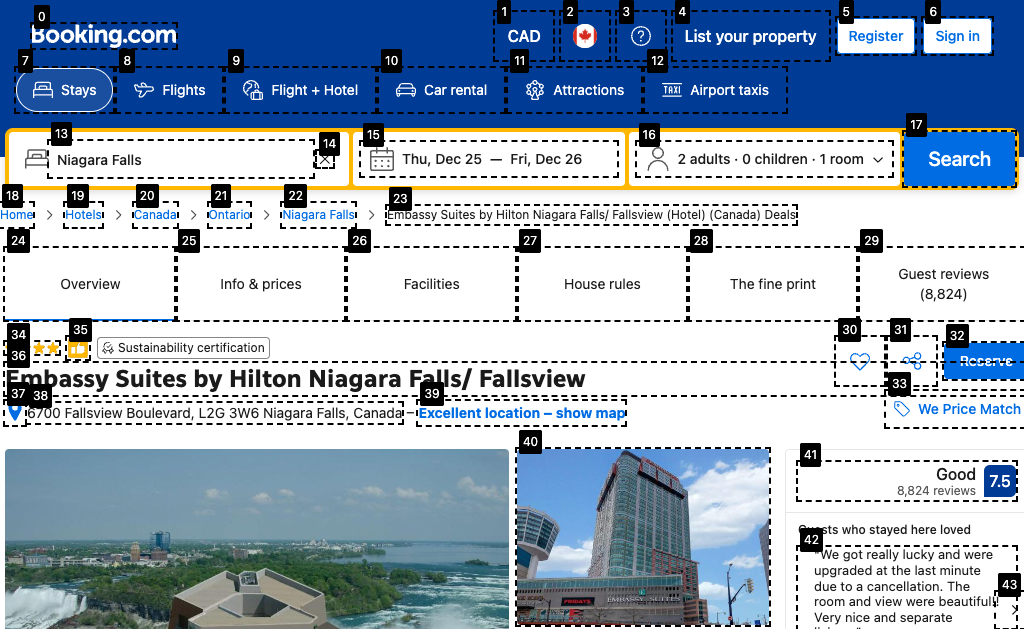 0
1
2
3
4
5
6
Booking.com
CAD
List your property
Register
Sign in
7
8
9
10
11
12
Stays
Flights
Flight + Hotel
Car rental
Attractions
Airport taxis
13
14
15
16
17
Niagara Falls
Thu, Dec 25 — Fri, Dec 26
2 adults · 0 children · 1 room
Search
18
19
20
21
22
23
Home
Hotels
Canada
Ontario
Niagara Falls
Embassy Suites by Hilton Niagara Falls/ Fallsview (Hotel) (Canada) Deals
24
25
26
27
28
29
Overview
Info & prices
Facilities
House rules
The fine print
Guest reviews
(8,824)
34
35
30
31
32
Sustainability certification
Reserve
36
Embassy Suites by Hilton Niagara Falls/ Fallsview
33
37
38
39
6700 Fallsview Boulevard, L2G 3W6 Niagara Falls, Canada – Excellent location – show map
We Price Match
40
41
Good
8,824 reviews
7.5
Guests who stayed here loved
42
"We got really lucky and were
upgraded at the last minute
due to a cancellation. The
room and view were beautiful!
Very nice and separate
43
EMBASSY SUITES